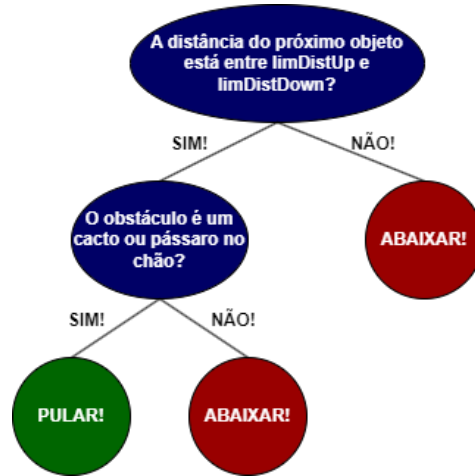 A distância do próximo objeto
está entre limDistUp e
limDistDown?
SIM!
NÃO!
O obstáculo é um
cacto ou pássaro no
chão?
ABAIXAR!
SIM!
NÃO!
PULAR!
ABAIXAR!